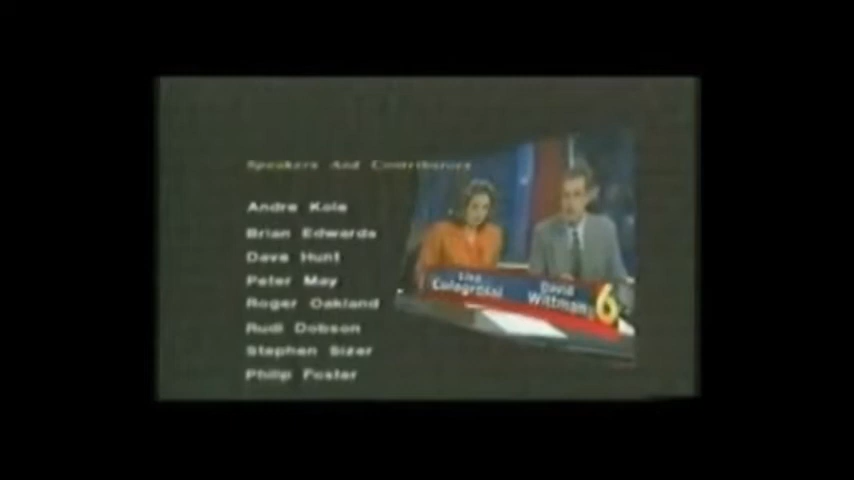 Speakers And Contributors
Andre Kole
Brian Edwards
Dave Hunt
Peter May
Roger Oakland
Rudi Dobson
Stephen Sizer
Philip Foster
Lisa
Colagrossi
David
Wittman
6